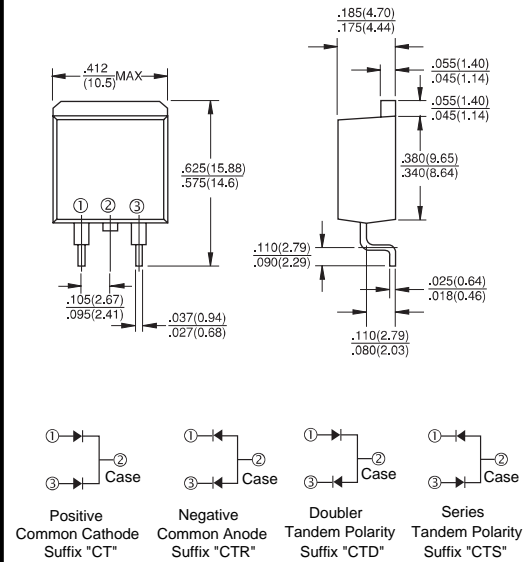 .185(4.70)
.175(4.44)
.412
(10.5)
MAX
.055(1.40)
.045(1.14)
.055(1.40)
.045(1.14)
.625(15.88)
.575(14.6)
.380(9.65)
.340(8.64)
① ② ③
.110(2.79)
.090(2.29)
.105(2.67)
.095(2.41)
.037(0.94)
.027(0.68)
.025(0.64)
.018(0.46)
.110(2.79)
.080(2.03)
① ② ③ Case
Positive
Common Cathode
Suffix "CT"
① ② ③ Case
Negative
Common Anode
Suffix "CTR"
① ② ③ Case
Doubler
Tandem Polarity
Suffix "CTD"
① ② ③ Case
Series
Tandem Polarity
Suffix "CTS"